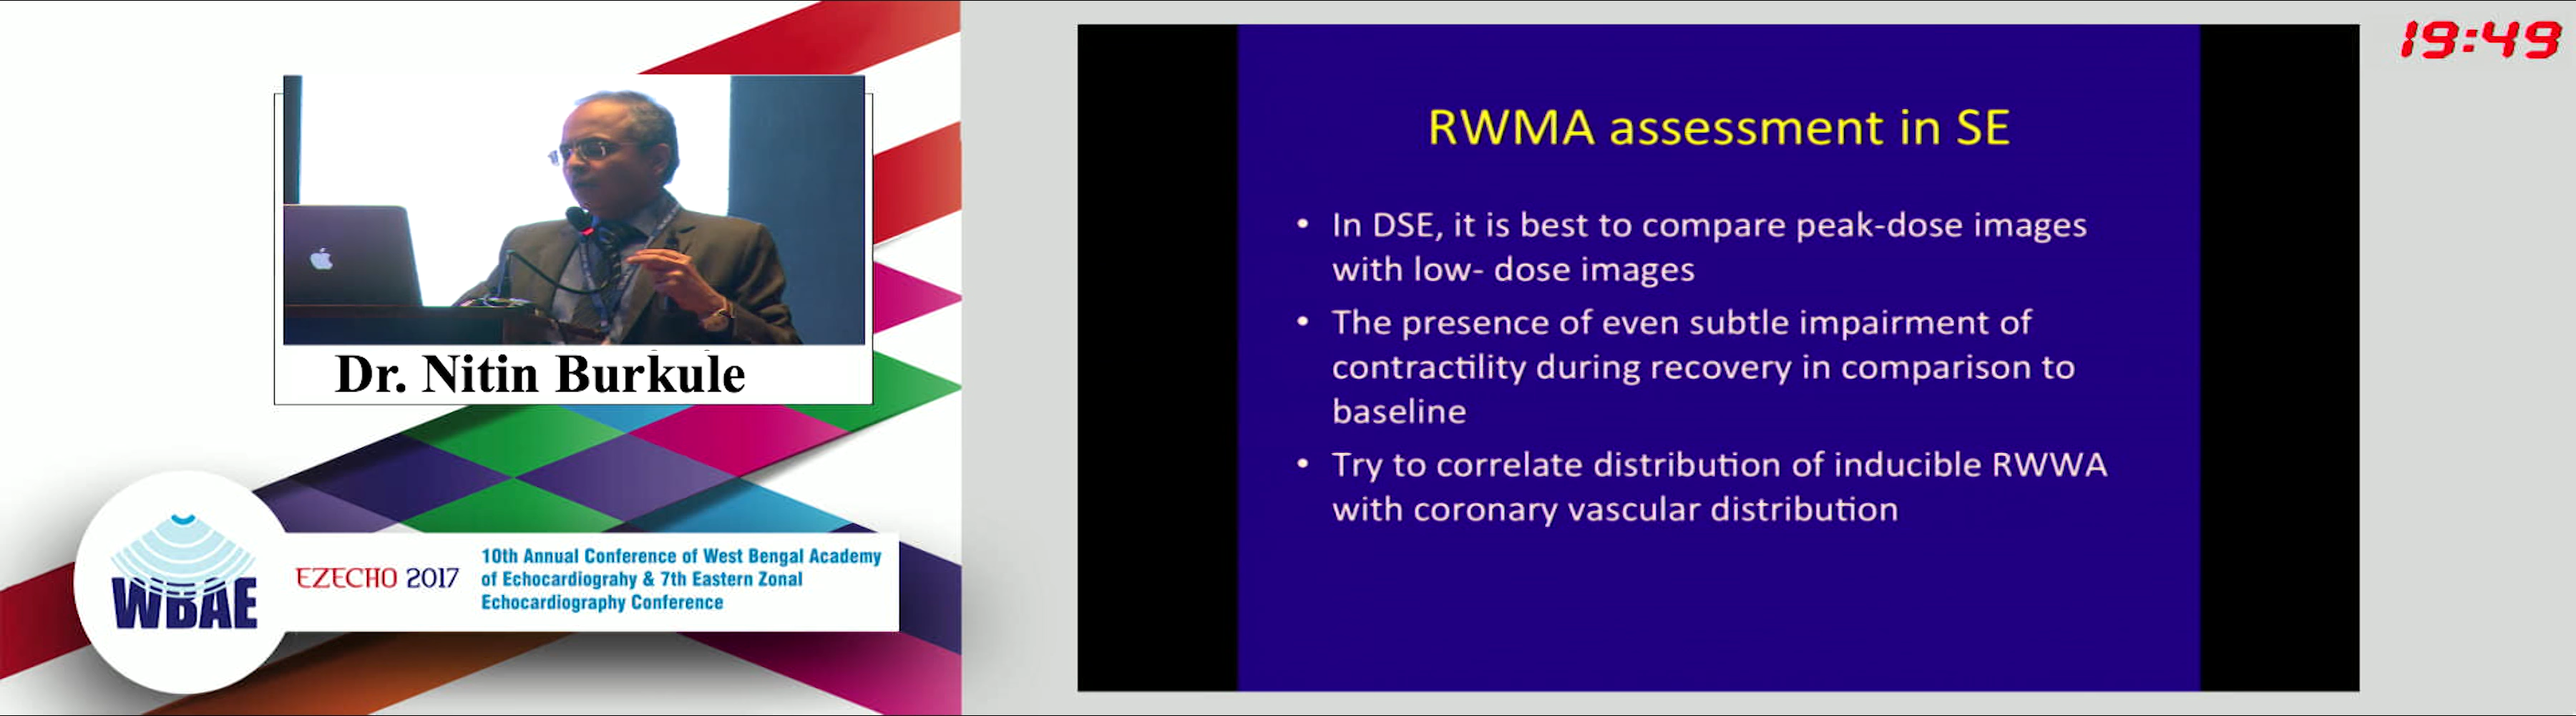 Dr. Nitin Burkule
WBAE
EZECHO 2017
10th Annual Conference of West Bengal Academy
of Echocardiograhy & 7th Eastern Zonal
Echocardiography Conference
19:49
RWMA assessment in SE
• In DSE, it is best to compare peak-dose images
with low- dose images
• The presence of even subtle impairment of
contractility during recovery in comparison to
baseline
• Try to correlate distribution of inducible RWWA
with coronary vascular distribution